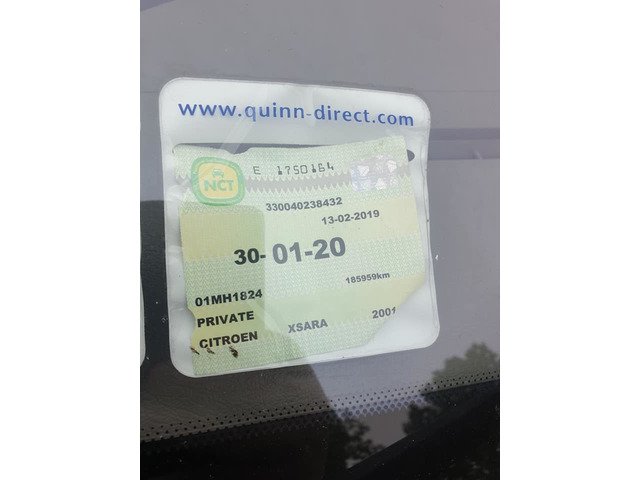 www.quinn-direct.com
E 1750164
NCT
330040238432
13-02-2019
30-01-20
185959km
01MH1824
PRIVATE
XSARA 2001
CITROEN